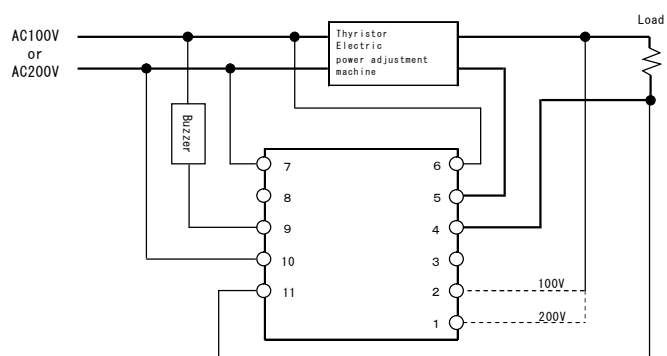 AC100V
or
AC200V
Thyristor
Electric
power adjustment
machine
Load
Buzzer
7
8
9
10
11
6
5
4
3
2
1
100V
200V